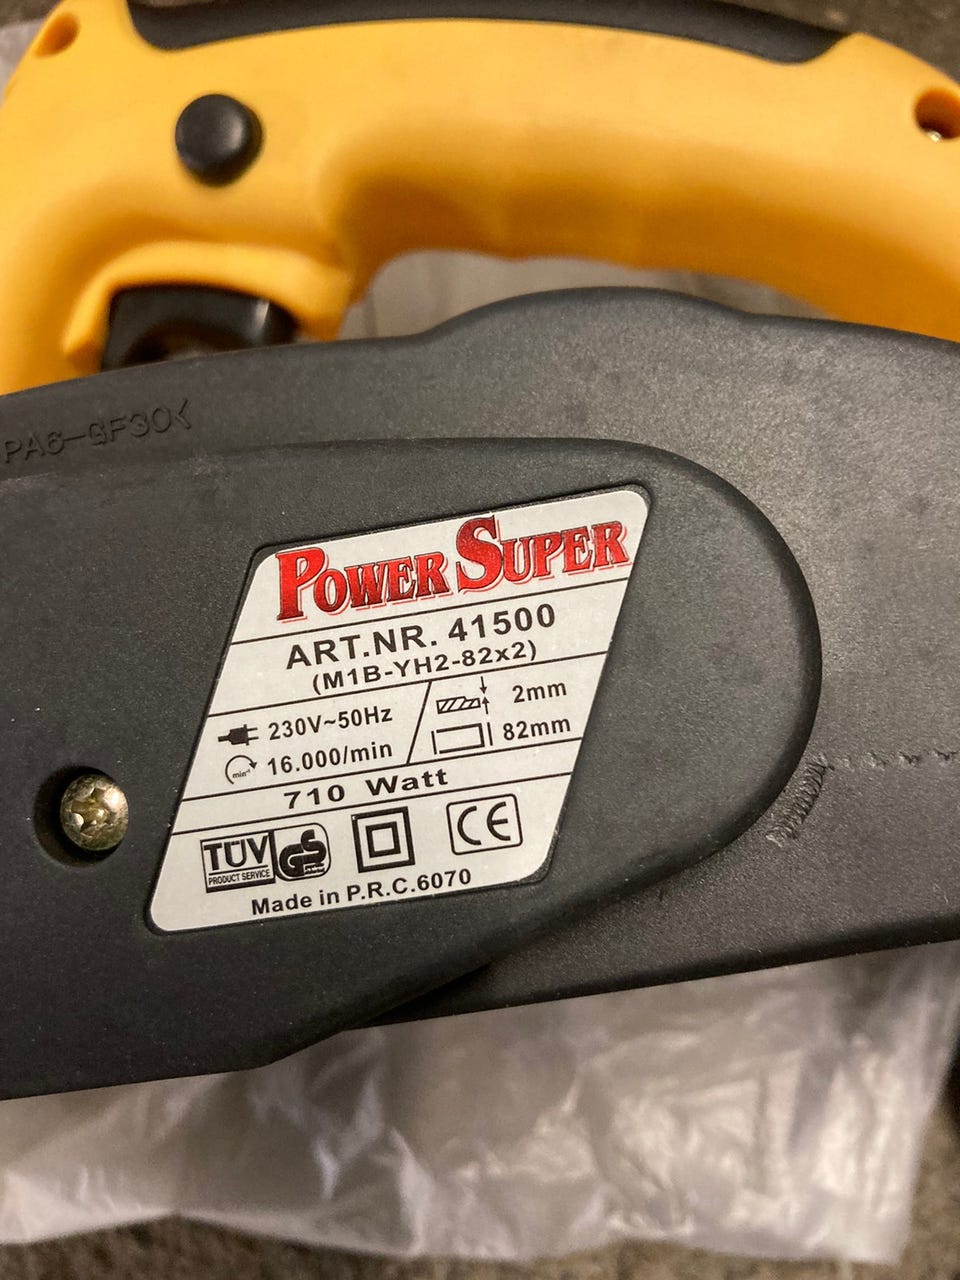 PA6-GF30<
POWER SUPER
ART.NR. 41500
(M1B-YH2-82x2)
230V~50Hz
min⁻¹ 16.000/min
2mm
82mm
710 Watt
TÜV
PRODUCT SERVICE
GS
CE
Made in P.R.C.6070